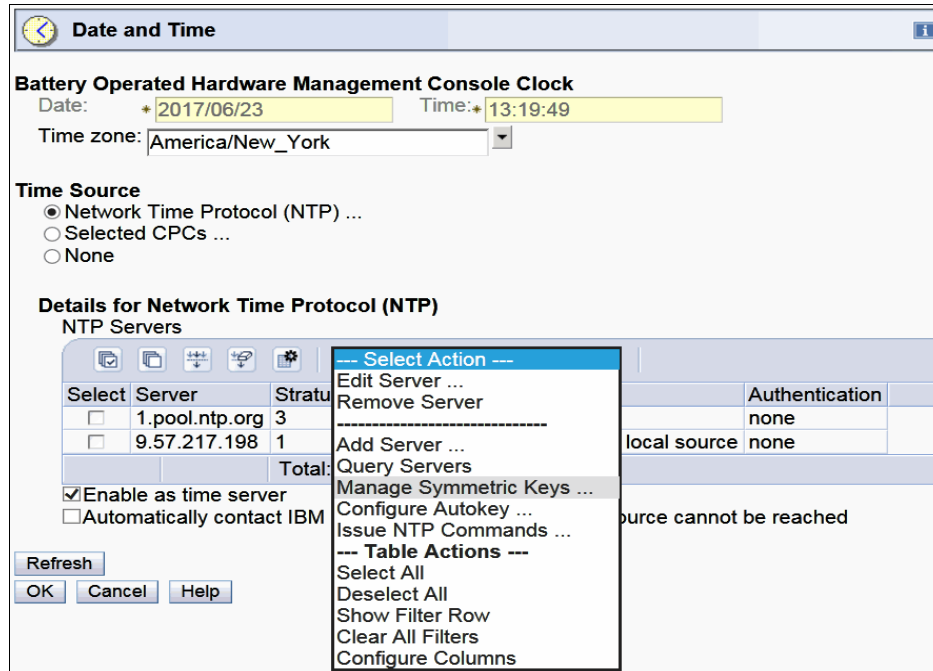 Date and Time
i
Battery Operated Hardware Management Console Clock
Date: * 2017/06/23 Time: * 13:19:49
Time zone: America/New_York
Time Source
Network Time Protocol (NTP) ...
Selected CPCs ...
None
Details for Network Time Protocol (NTP)
NTP Servers
--- Select Action ---
Edit Server ...
Select Server Authentication
Remove Server
1.pool.ntp.org 3 none
-----------------------------
Add Server ...
9.57.217.198 1 local source none
Query Servers
Total:
Manage Symmetric Keys ...
Enable as time server
Configure Autokey ...
Automatically contact IBM cannot be reached
Issue NTP Commands ...
--- Table Actions ---
Refresh
Select All
OK Cancel Help
Deselect All
Show Filter Row
Clear All Filters
Configure Columns